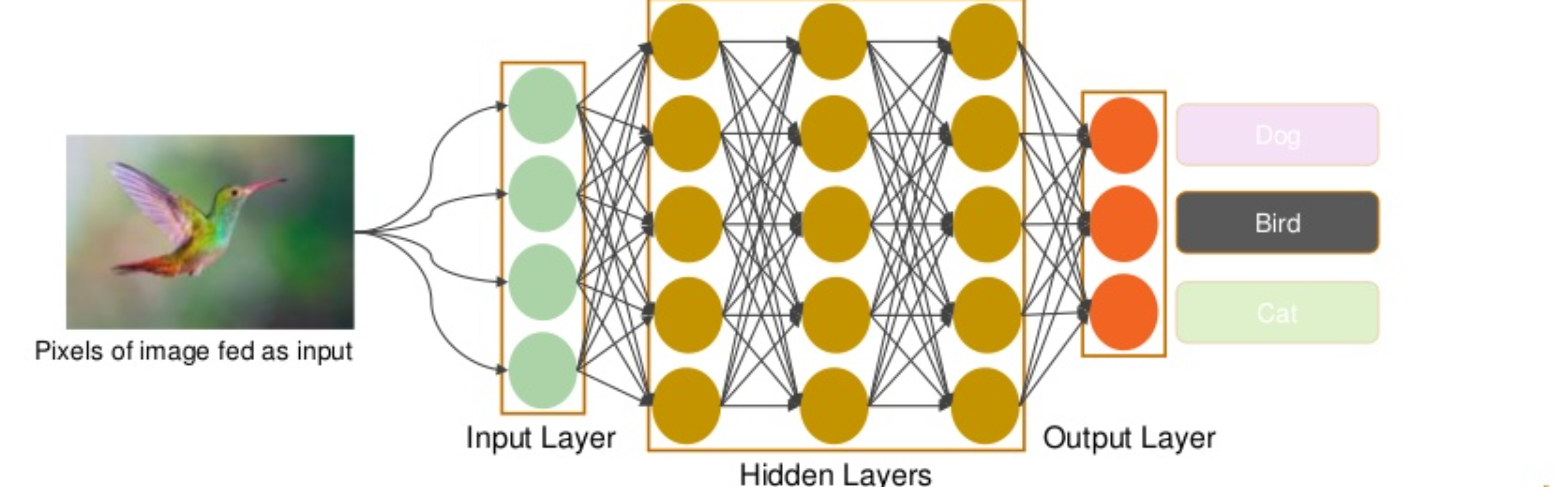 Dog
Bird
Cat
Pixels of image fed as input
Input Layer
Output Layer
Hidden Layers